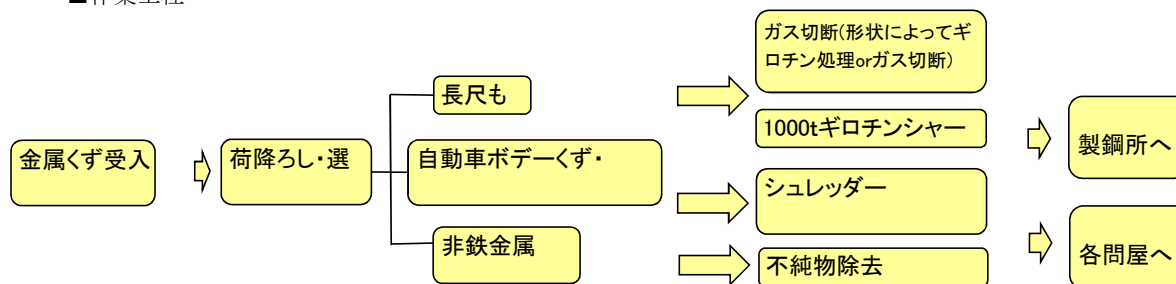 金属くず受入
荷降ろし・選
長尺も
自動車ボデーくず・
非鉄金属
ガス切断(形状によってギ
ロチン処理orガス切断)
1000tギロチンシャー
シュレッダー
不純物除去
製鋼所へ
各問屋へ